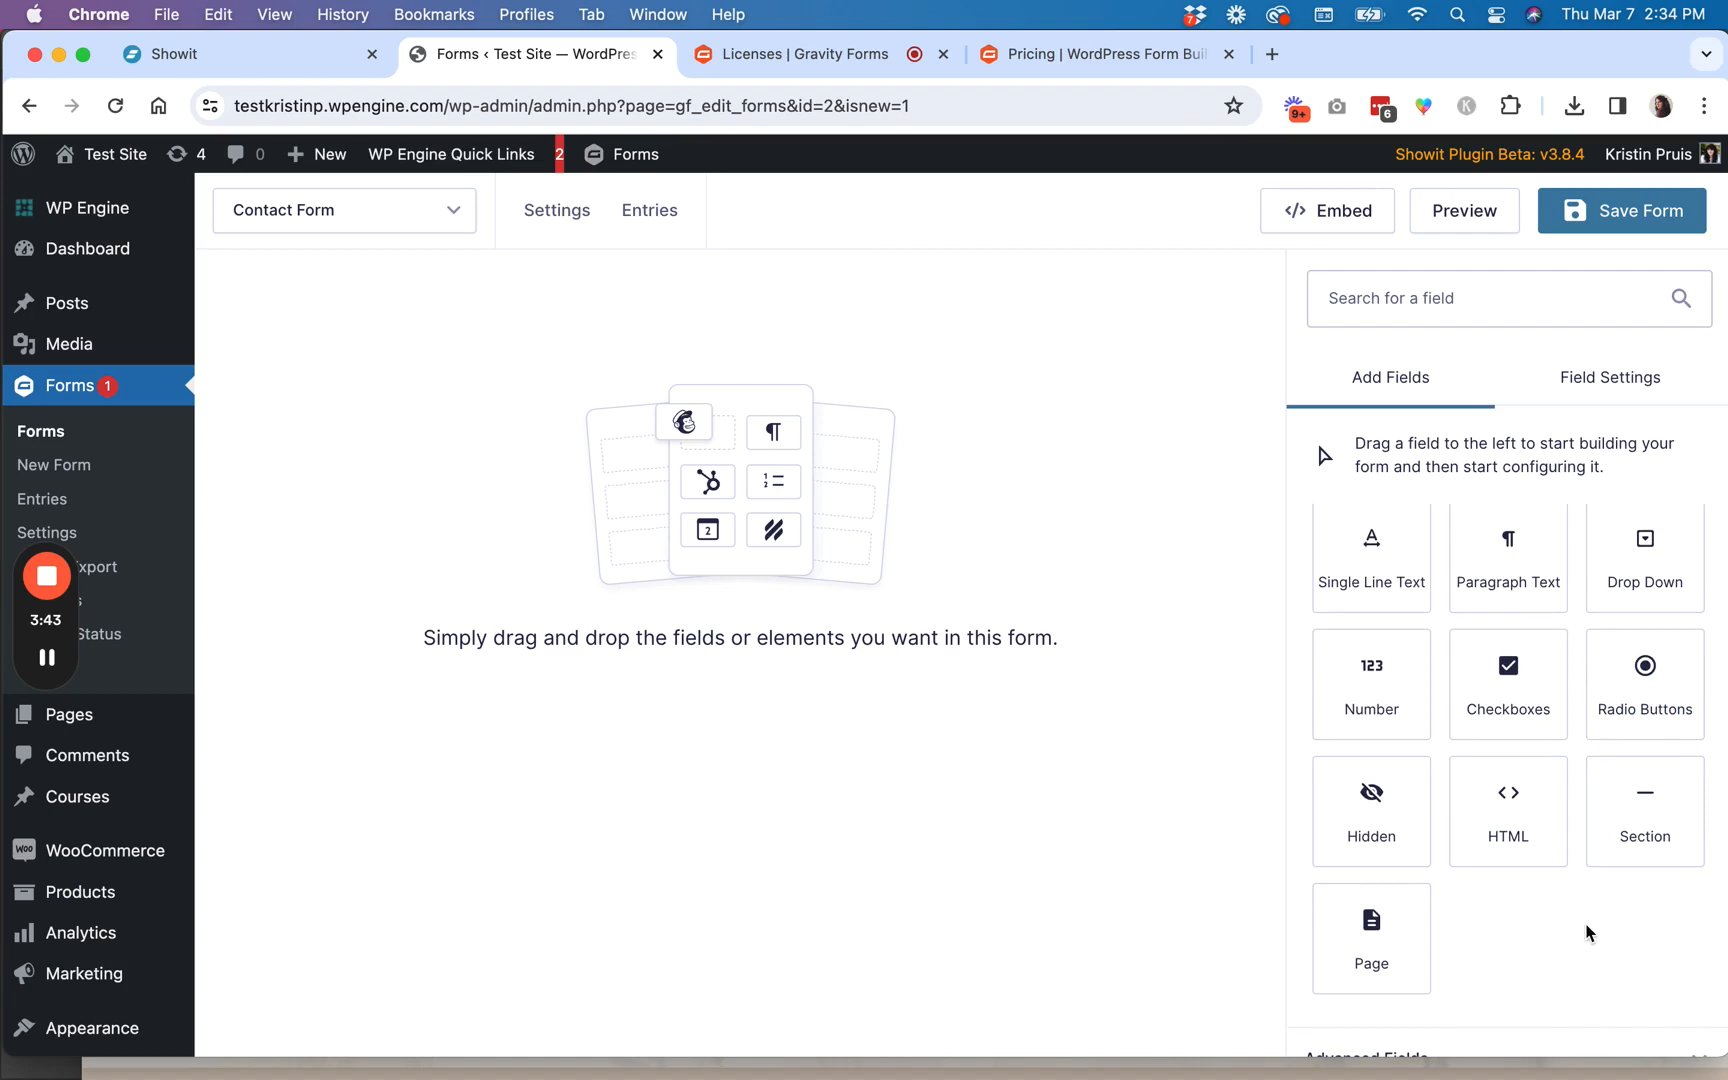 Chrome File Edit View History Bookmarks Profiles Tab Window Help 7 Thu Mar 7 2:34 PM
Showit Forms ‹ Test Site — WordPres Licenses | Gravity Forms Pricing | WordPress Form Buil
testkristinp.wpengine.com/wp-admin/admin.php?page=gf_edit_forms&id=2&isnew=1 9+ 6 K
Test Site 4 0 New WP Engine Quick Links 2 Forms Showit Plugin Beta: v3.8.4 Kristin Pruis
WP Engine
Dashboard
Posts
Media
Forms 1
Forms
New Form
Entries
Settings
xport
s
Status
3:43
Pages
Comments
Courses
WooCommerce
Products
Analytics
Marketing
Appearance
Contact Form Settings Entries Embed Preview Save Form
2
Simply drag and drop the fields or elements you want in this form.
Search for a field
Add Fields Field Settings
Drag a field to the left to start building your
form and then start configuring it.
Single Line Text Paragraph Text Drop Down
123
Number Checkboxes Radio Buttons
Hidden HTML Section
Page
Advanced Fields